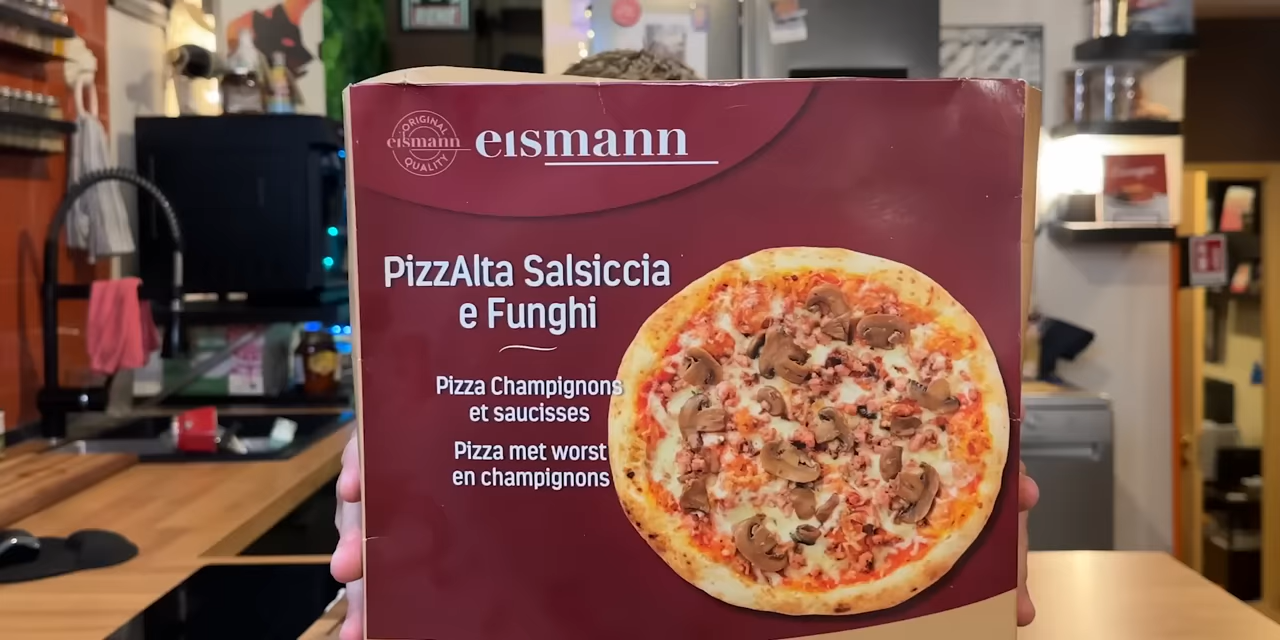 ORIGINAL
eismann
QUALITY
eismann
PizzAlta Salsiccia
e Funghi
Pizza Champignons
et saucisses
Pizza met worst
en champignons